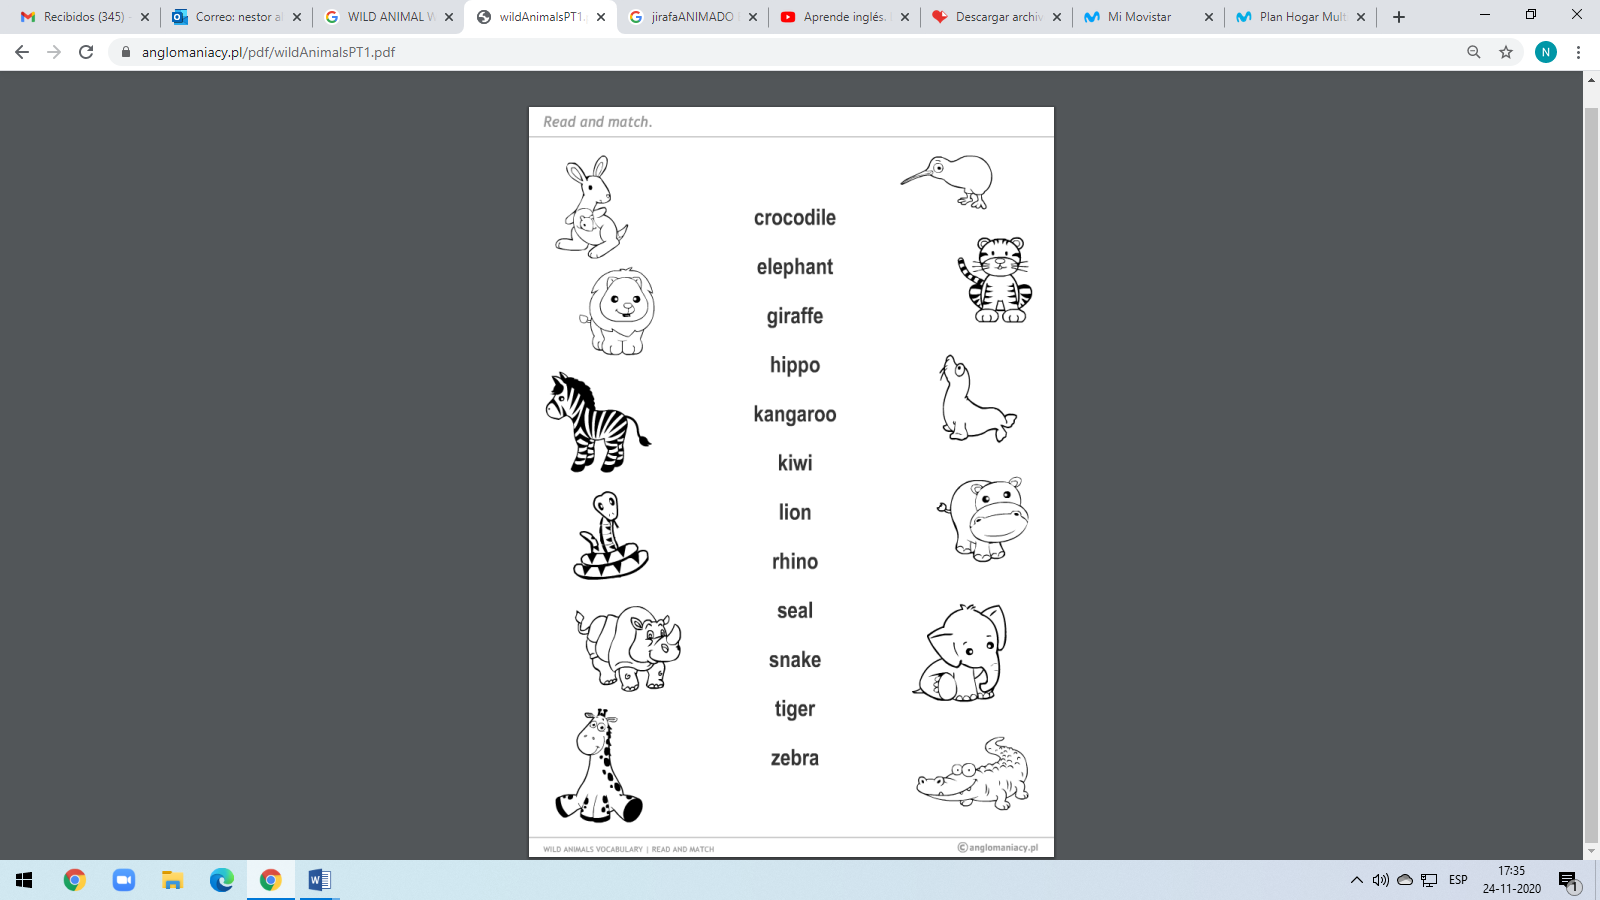 Recibidos (345) -
Correo: nestor al
WILD ANIMAL W
wildAnimalsPT1.
jirafaANIMADO
Aprende inglés.
Descargar archiv
Mi Movistar
Plan Hogar Mult
anglomaniacy.pl/pdf/wildAnimalsPT1.pdf
N
Read and match.
crocodile
elephant
giraffe
hippo
kangaroo
kiwi
lion
rhino
seal
snake
tiger
zebra
WILD ANIMALS VOCABULARY | READ AND MATCH
©anglomaniacy.pl
ESP
17:35
24-11-2020
1